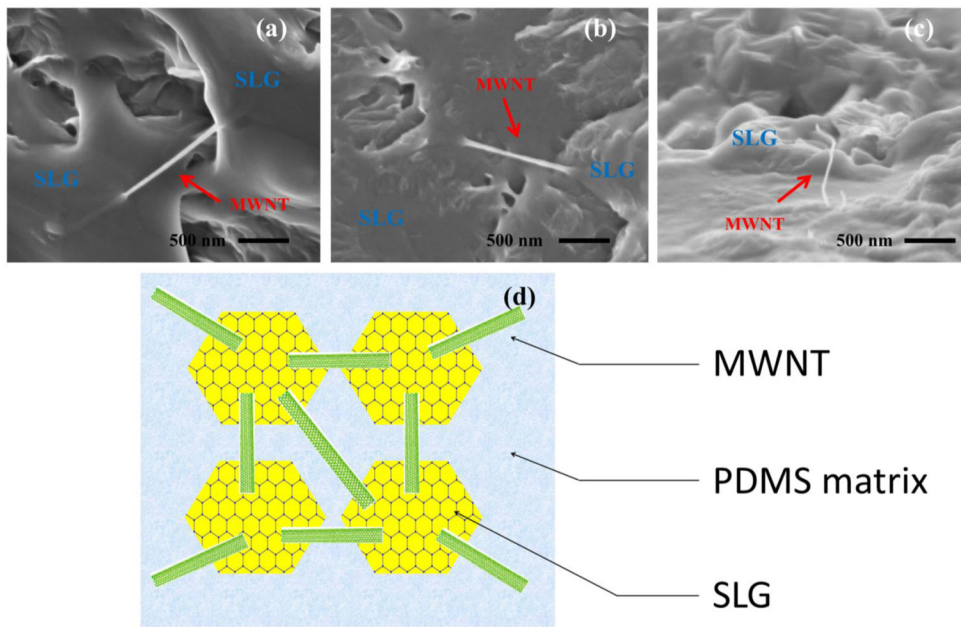 (a)
SLG
SLG
MWNT
500 nm
(b)
MWNT
SLG
SLG
500 nm
(c)
SLG
MWNT
500 nm
(d)
MWNT
PDMS matrix
SLG